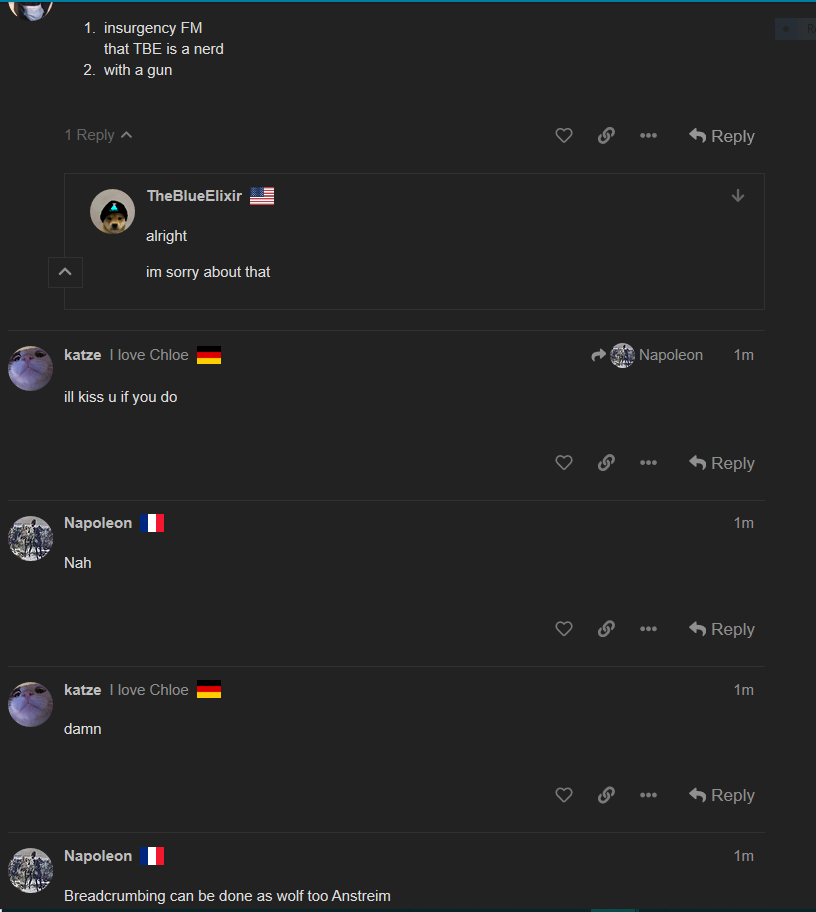 1. insurgency FM
that TBE is a nerd
2. with a gun
1 Reply
Reply
TheBlueElixir
alright
im sorry about that
katze I love Chloe Napoleon 1m
ill kiss u if you do
Reply
Napoleon 1m
Nah
Reply
katze I love Chloe 1m
damn
Reply
Napoleon 1m
Breadcrumbing can be done as wolf too Anstreim